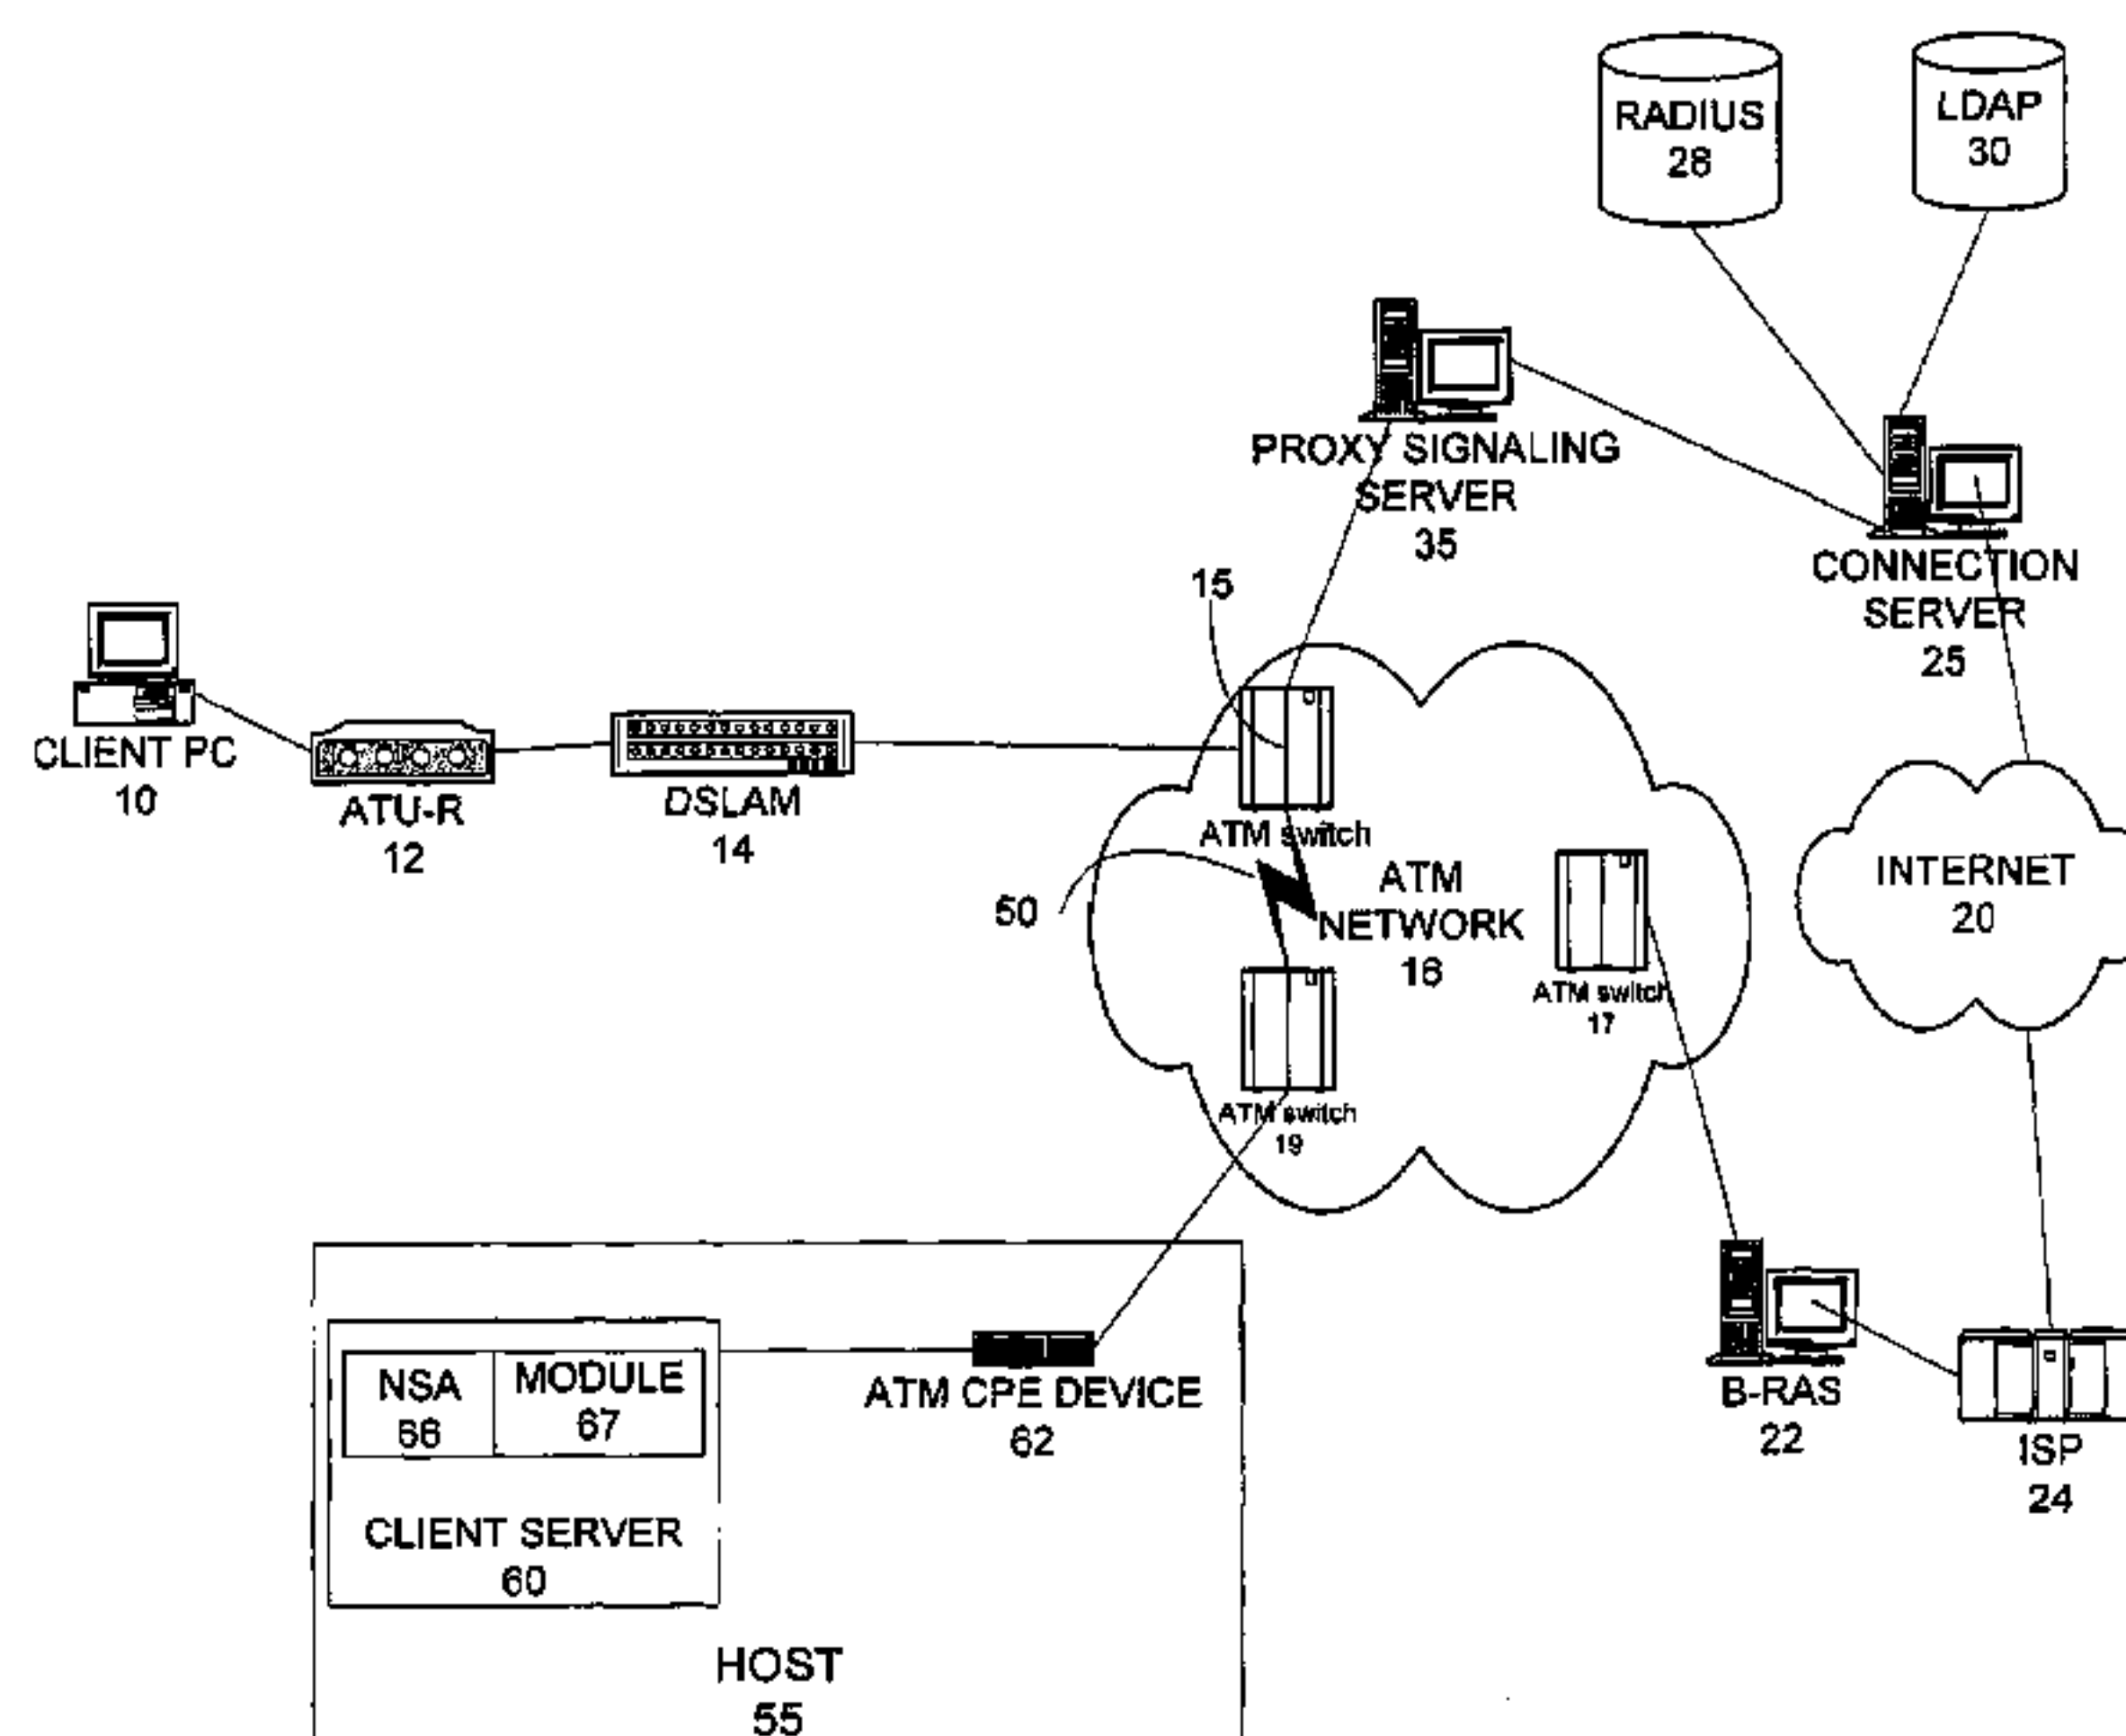 RADIUS
28
LDAP
30
PROXY SIGNALING
SERVER
35
CONNECTION
SERVER
25
15
CLIENT PC
10
ATU-R
12
DSLAM
14
ATM switch
50
ATM
NETWORK
16
ATM switch
17
INTERNET
20
ATM switch
19
NSA
66
MODULE
67
CLIENT SERVER
60
ATM CPE DEVICE
62
B-RAS
22
ISP
24
HOST
55